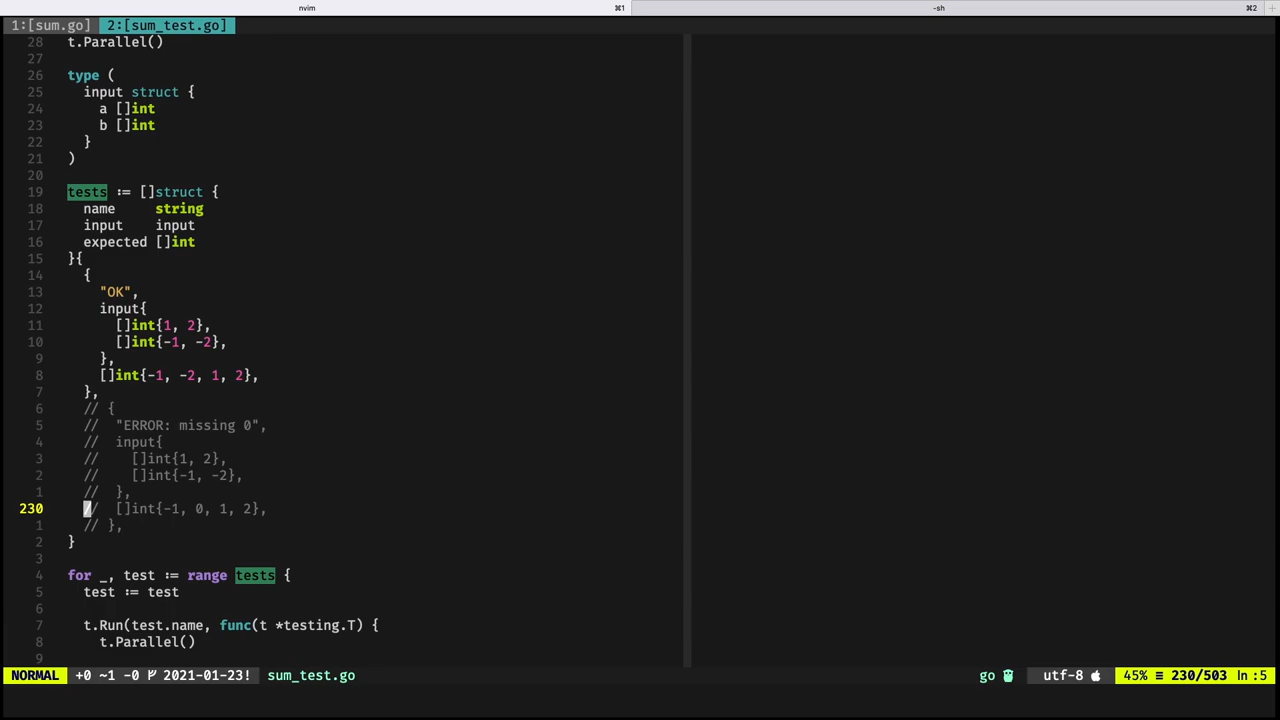 nvim ⌘1 -sh ⌘2 +
1:[sum.go] 2:[sum_test.go]
28 t.Parallel()
27
26 type (
25 input struct {
24 a []int
23 b []int
22 }
21 )
20
19 tests := []struct {
18 name string
17 input input
16 expected []int
15 }{
14 {
13 "OK",
12 input{
11 []int{1, 2},
10 []int{-1, -2},
9 },
8 []int{-1, -2, 1, 2},
7 },
6 // {
5 // "ERROR: missing 0",
4 // input{
3 // []int{1, 2},
2 // []int{-1, -2},
1 // },
230 // []int{-1, 0, 1, 2},
1 // },
2 }
3
4 for _, test := range tests {
5 test := test
6
7 t.Run(test.name, func(t *testing.T) {
8 t.Parallel()
9
NORMAL +0 ~1 -0 2021-01-23! sum_test.go go utf-8 45% ≡ 230/503 ln :5